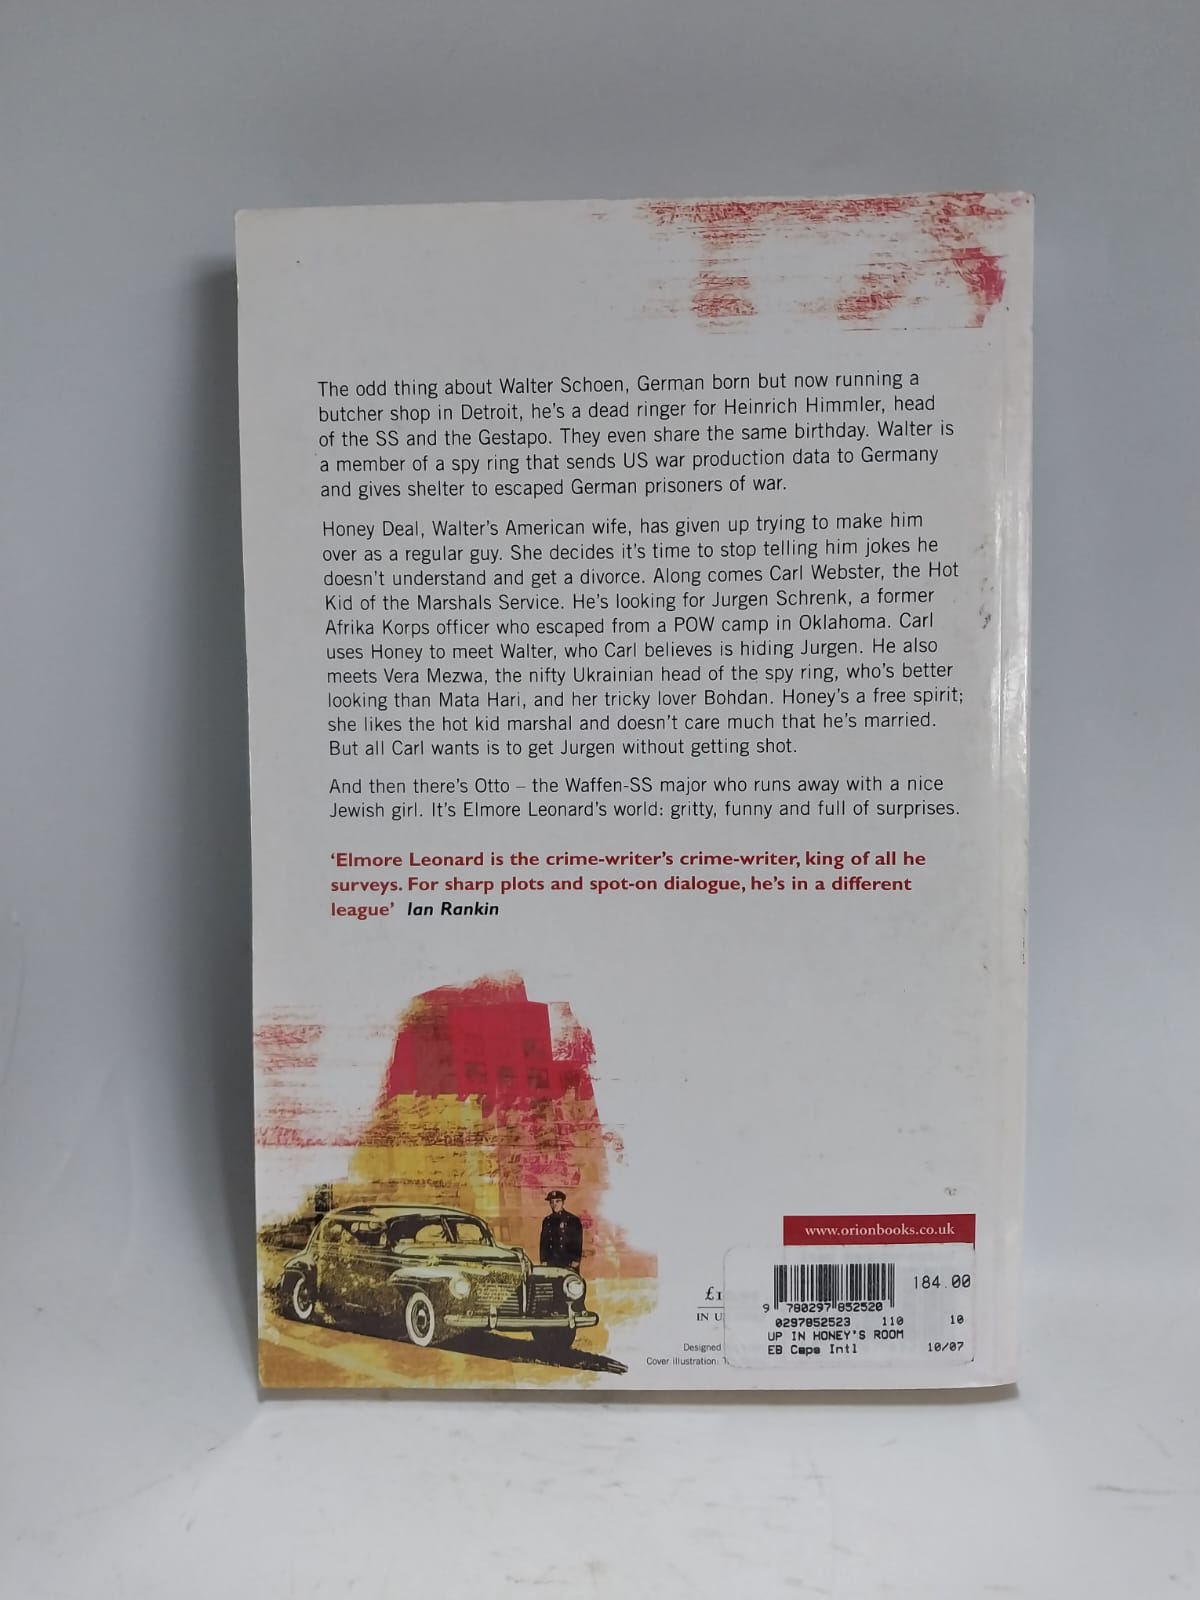 The odd thing about Walter Schoen, German born but now running a
butcher shop in Detroit, he's a dead ringer for Heinrich Himmler, head
of the SS and the Gestapo. They even share the same birthday. Walter is
a member of a spy ring that sends US war production data to Germany
and gives shelter to escaped German prisoners of war.
Honey Deal, Walter's American wife, has given up trying to make him
over as a regular guy. She decides it's time to stop telling him jokes he
doesn't understand and get a divorce. Along comes Carl Webster, the Hot
Kid of the Marshals Service. He's looking for Jurgen Schrenk, a former
Afrika Korps officer who escaped from a POW camp in Oklahoma. Carl
uses Honey to meet Walter, who Carl believes is hiding Jurgen. He also
meets Vera Mezwa, the nifty Ukrainian head of the spy ring, who's better
looking than Mata Hari, and her tricky lover Bohdan. Honey's a free spirit;
she likes the hot kid marshal and doesn't care much that he's married.
But all Carl wants is to get Jurgen without getting shot.
And then there's Otto – the Waffen-SS major who runs away with a nice
Jewish girl. It's Elmore Leonard's world: gritty, funny and full of surprises.
‘Elmore Leonard is the crime-writer's crime-writer, king of all he
surveys. For sharp plots and spot-on dialogue, he's in a different
league’ Ian Rankin
www.orionbooks.co.uk
184.00
9 780297 852520
0297852523 110 10
UP IN HONEY'S ROOM
EB Cape Intl 10/07
£1
IN U
Designed
Cover Illustration: